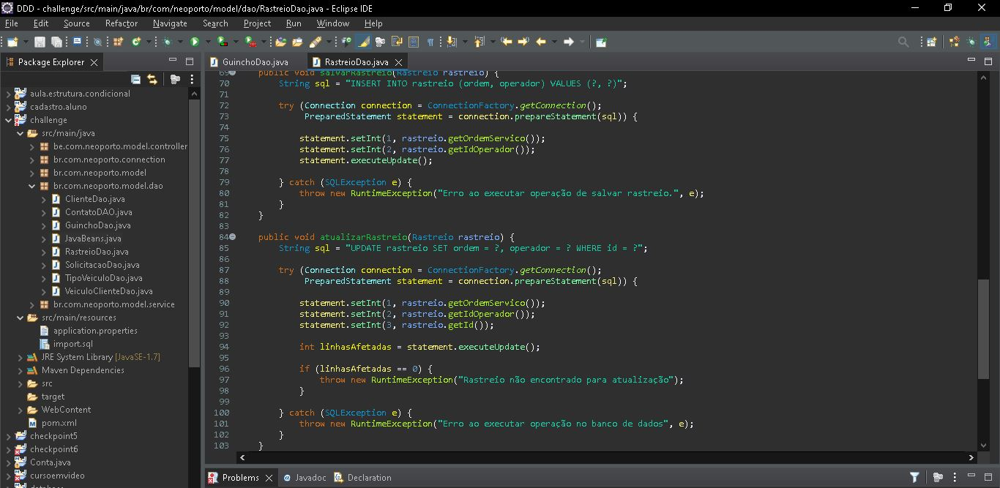 DDD - challenge/src/main/java/br/com/neoporto/model/dao/RastreioDao.java - Eclipse IDE
File Edit Source Refactor Navigate Search Project Run Window Help
Package Explorer
aula.estrutura.condicional
cadastro.aluno
challenge
src/main/java
be.com.neoporto.model.controller
br.com.neoporto.connection
br.com.neoporto.model
br.com.neoporto.model.dao
ClienteDao.java
ContatoDAO.java
GuinchoDao.java
JavaBeans.java
RastreioDao.java
SolicitacaoDao.java
TipoVeiculoDao.java
VeiculoClienteDao.java
br.com.neoporto.model.service
src/main/resources
application.properties
import.sql
JRE System Library [JavaSE-1.7]
Maven Dependencies
src
target
WebContent
pom.xml
checkpoint5
checkpoint6
Conta.java
cursoemvideo
database
GuinchoDao.java RastreioDao.java
69 public void salvarRastreio(Rastreio rastreio) {
70 String sql = "INSERT INTO rastreio (ordem, operador) VALUES (?, ?)";
71
72 try (Connection connection = ConnectionFactory.getConnection();
73 PreparedStatement statement = connection.prepareStatement(sql)) {
74
75 statement.setInt(1, rastreio.getOrdemServico());
76 statement.setInt(2, rastreio.getIdOperador());
77 statement.executeUpdate();
78
79 } catch (SQLException e) {
80 throw new RuntimeException("Erro ao executar operação de salvar rastreio.", e);
81 }
82 }
83
84 public void atualizarRastreio(Rastreio rastreio) {
85 String sql = "UPDATE rastreio SET ordem = ?, operador = ? WHERE id = ?";
86
87 try (Connection connection = ConnectionFactory.getConnection();
88 PreparedStatement statement = connection.prepareStatement(sql)) {
89
90 statement.setInt(1, rastreio.getOrdemServico());
91 statement.setInt(2, rastreio.getIdOperador());
92 statement.setInt(3, rastreio.getId());
93
94 int linhasAfetadas = statement.executeUpdate();
95
96 if (linhasAfetadas == 0) {
97 throw new RuntimeException("Rastreio não encontrado para atualização");
98 }
99
100 } catch (SQLException e) {
101 throw new RuntimeException("Erro ao executar operação no banco de dados", e);
102 }
103 }
Problems Javadoc Declaration